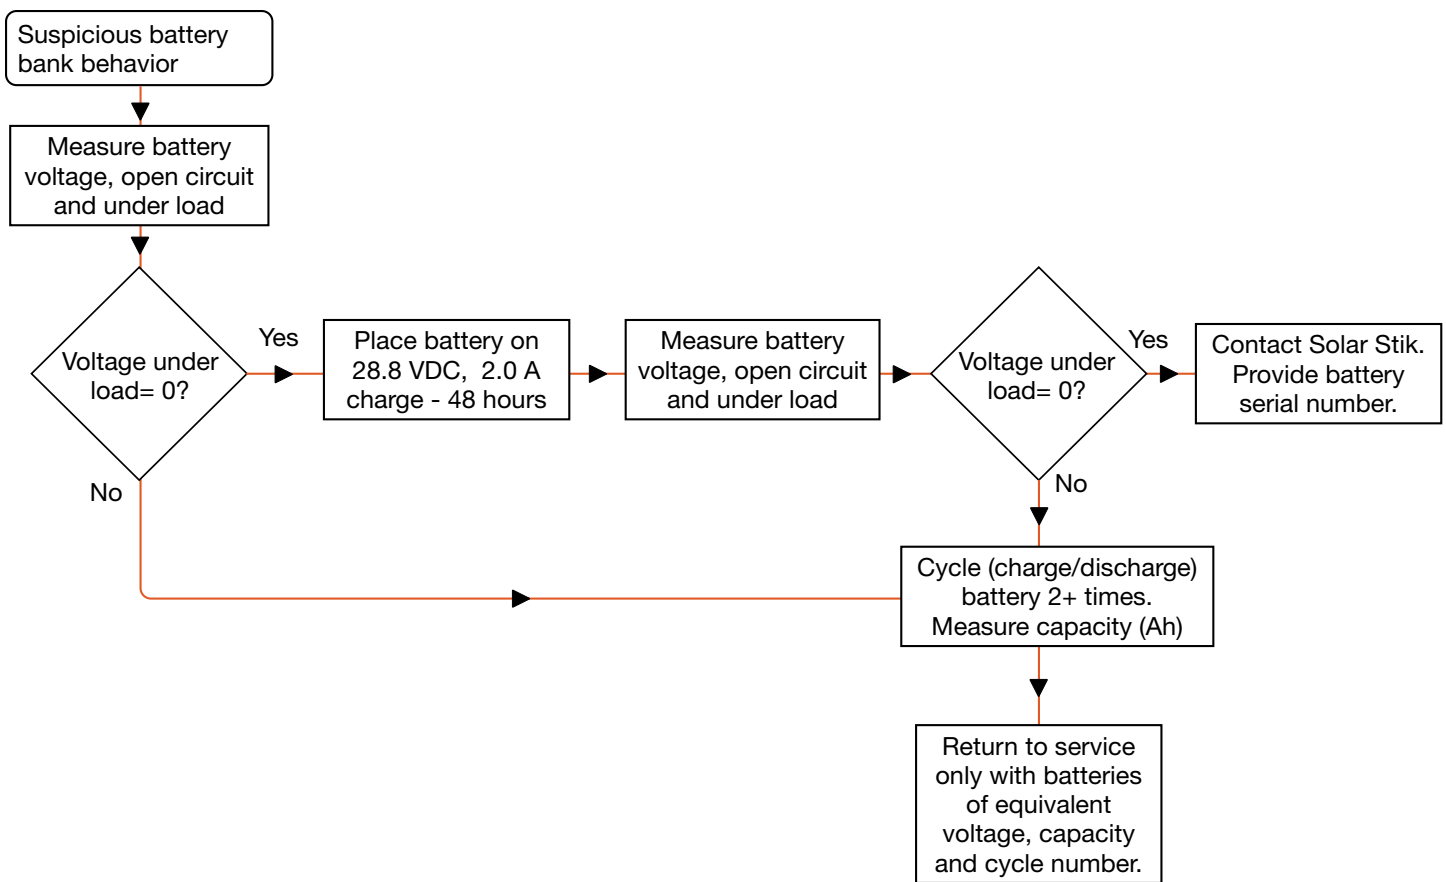 Suspicious battery
bank behavior
Measure battery
voltage, open circuit
and under load
Voltage under
load= 0?
Yes
No
Place battery on
28.8 VDC,  2.0 A
charge - 48 hours
Measure battery
voltage, open circuit
and under load
Voltage under
load= 0?
Yes
No
Contact Solar Stik.
Provide battery
serial number.
Cycle (charge/discharge)
battery 2+ times.
Measure capacity (Ah)
Return to service
only with batteries
of equivalent
voltage, capacity
and cycle number.